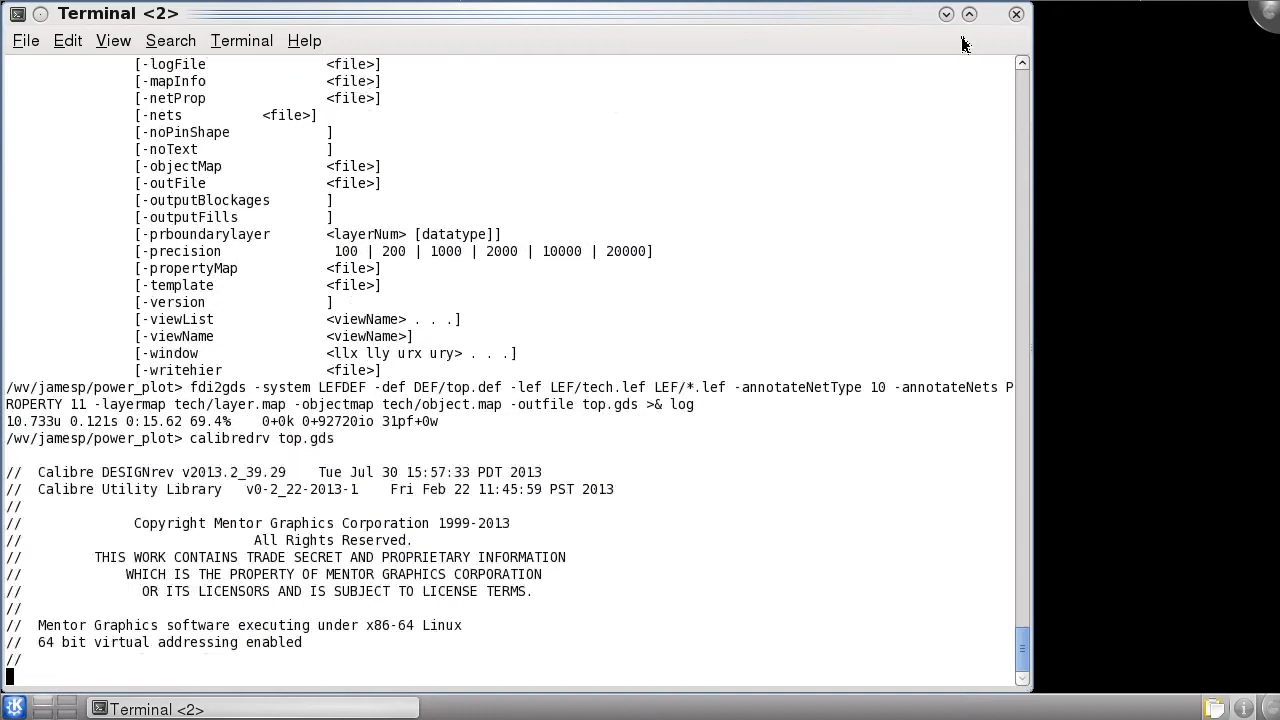 Terminal <2>
File Edit View Search Terminal Help
[-logFile <file>]
[-mapInfo <file>]
[-netProp <file>]
[-nets <file>]
[-noPinShape ]
[-noText ]
[-objectMap <file>]
[-outFile <file>]
[-outputBlockages ]
[-outputFills ]
[-prboundarylayer <layerNum> [datatype]]
[-precision 100 | 200 | 1000 | 2000 | 10000 | 20000]
[-propertyMap <file>]
[-template <file>]
[-version ]
[-viewList <viewName> . . .]
[-viewName <viewName>]
[-window <llx lly urx ury> . . .]
[-writehier <file>]
/wv/jamesp/power_plot> fdi2gds -system LEFDEF -def DEF/top.def -lef LEF/tech.lef LEF/*.lef -annotateNetType 10 -annotateNets P
ROPERTY 11 -layermap tech/layer.map -objectmap tech/object.map -outfile top.gds >& log
10.733u 0.121s 0:15.62 69.4% 0+0k 0+92720io 31pf+0w
/wv/jamesp/power_plot> calibredrv top.gds
// Calibre DESIGNrev v2013.2_39.29 Tue Jul 30 15:57:33 PDT 2013
// Calibre Utility Library v0-2_22-2013-1 Fri Feb 22 11:45:59 PST 2013
//
// Copyright Mentor Graphics Corporation 1999-2013
// All Rights Reserved.
// THIS WORK CONTAINS TRADE SECRET AND PROPRIETARY INFORMATION
// WHICH IS THE PROPERTY OF MENTOR GRAPHICS CORPORATION
// OR ITS LICENSORS AND IS SUBJECT TO LICENSE TERMS.
//
// Mentor Graphics software executing under x86-64 Linux
// 64 bit virtual addressing enabled
//
Terminal <2>